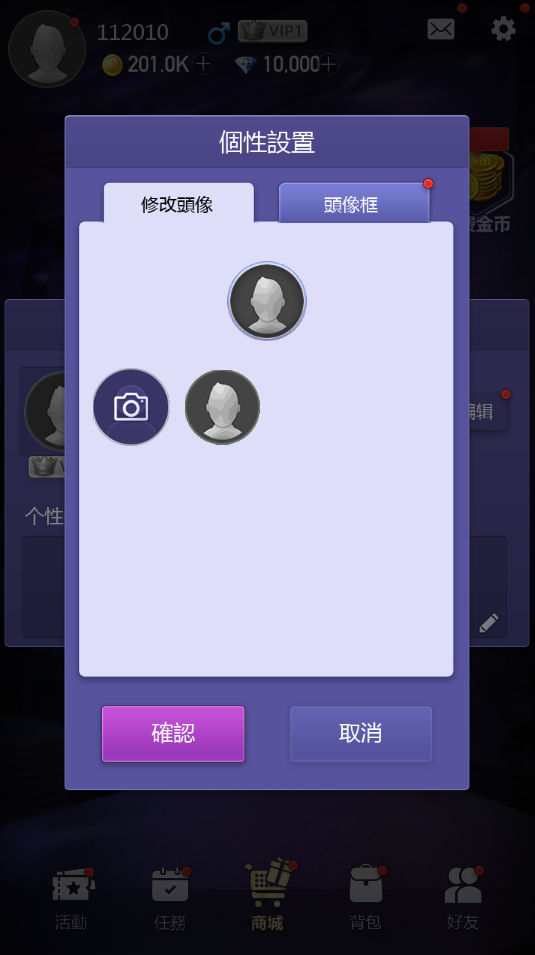 112010
VIP1
201.0K
10,000
個性設置
修改頭像
頭像框
金币
编辑
个性
確認
取消
活動
任務
商城
背包
好友